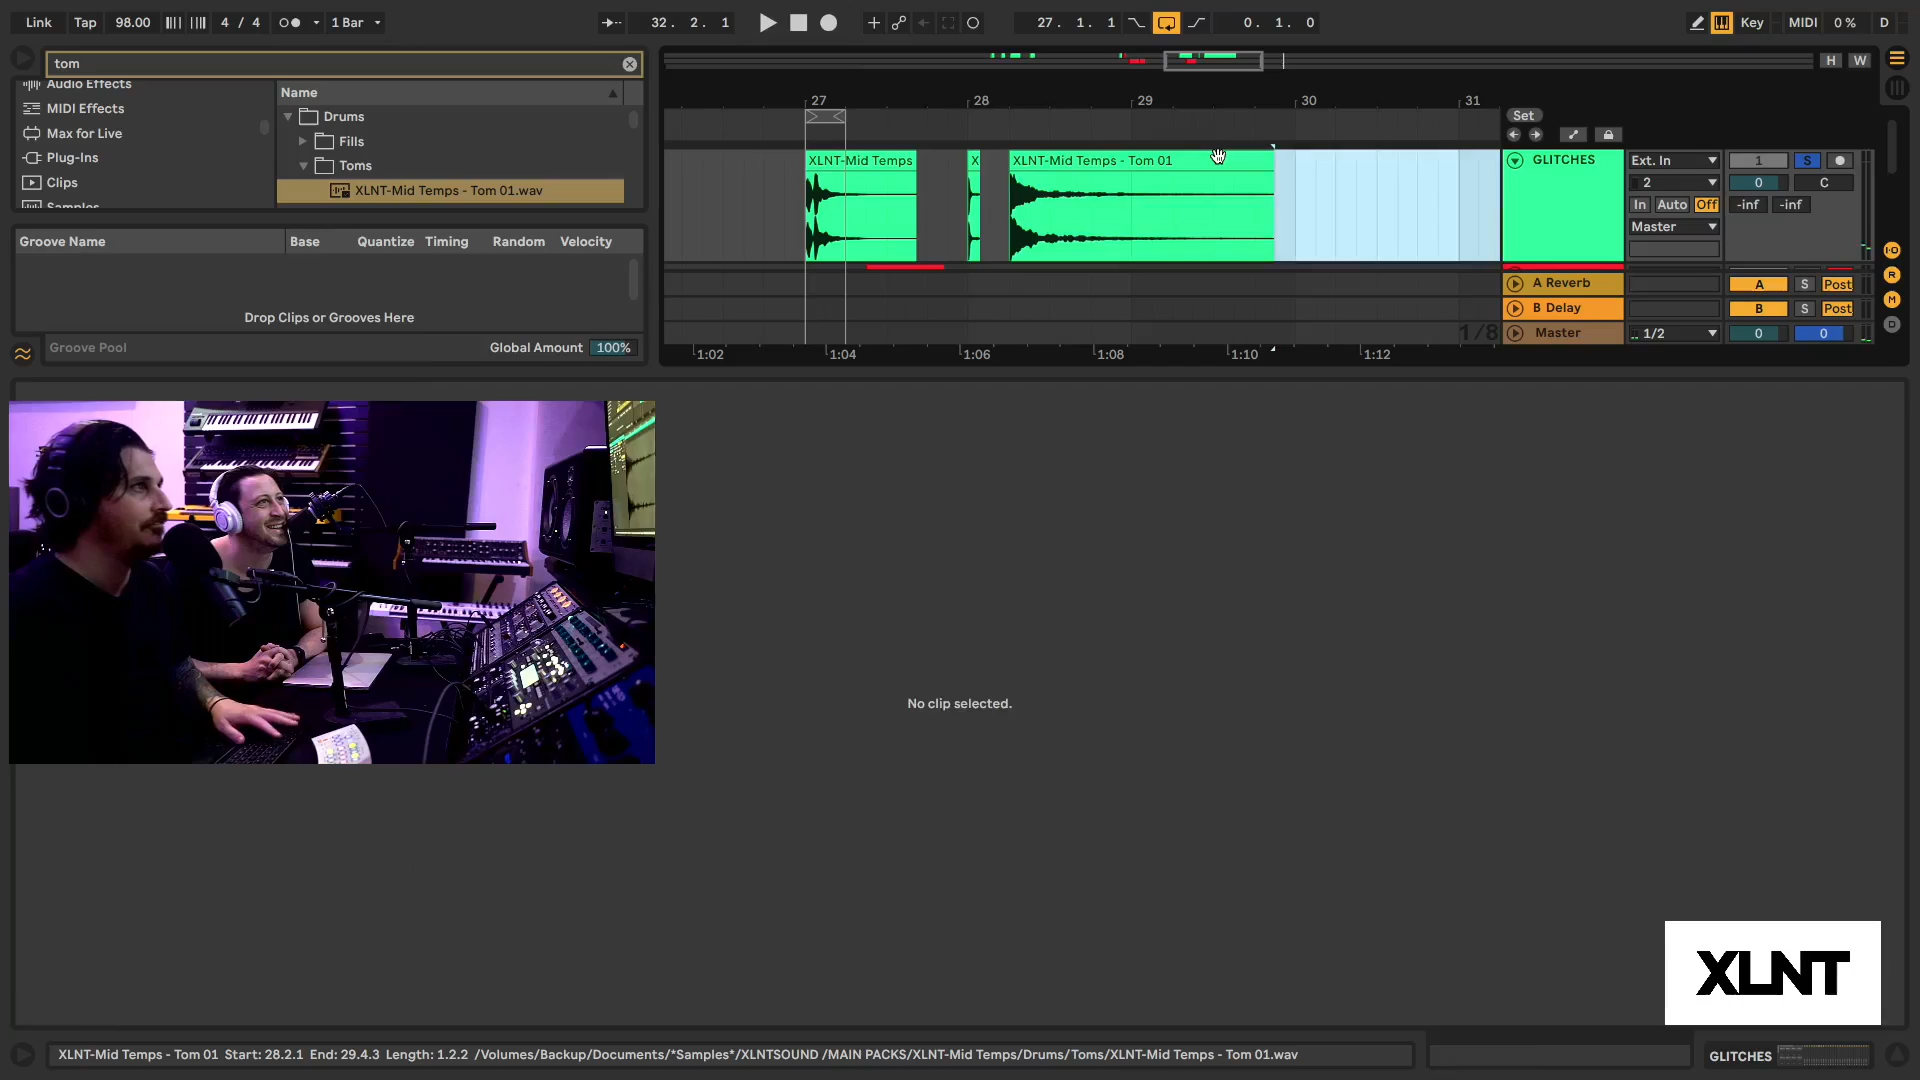 Link Tap 98.00 4 / 4 1 Bar 32. 2. 1 27. 1. 1 0. 1. 0 Key MIDI 0 % D
tom
H W
Audio Effects
MIDI Effects
Max for Live
Plug-Ins
Clips
Samples
Name
Drums
Fills
Toms
XLNT-Mid Temps - Tom 01.wav
27 28 29 30 31
Set
XLNT-Mid Temps X XLNT-Mid Temps - Tom 01
GLITCHES Ext. In 1 S
2 0 C
In Auto Off -inf -inf
Master
A Reverb A S Post
B Delay B S Post
1/8 Master 1/2 0 0
1:02 1:04 1:06 1:08 1:10 1:12
I·O
R
M
D
Groove Name Base Quantize Timing Random Velocity
Drop Clips or Grooves Here
Groove Pool Global Amount 100%
No clip selected.
XLNT
XLNT-Mid Temps - Tom 01 Start: 28.2.1 End: 29.4.3 Length: 1.2.2 /Volumes/Backup/Documents/*Samples*/XLNTSOUND /MAIN PACKS/XLNT-Mid Temps/Drums/Toms/XLNT-Mid Temps - Tom 01.wav
GLITCHES